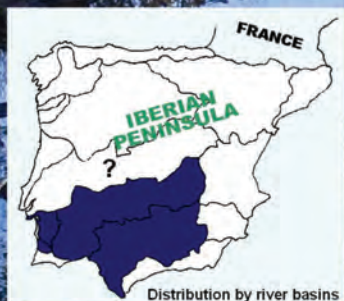 FRANCE
IBERIAN
PENINSULA
?
Distribution by river basins